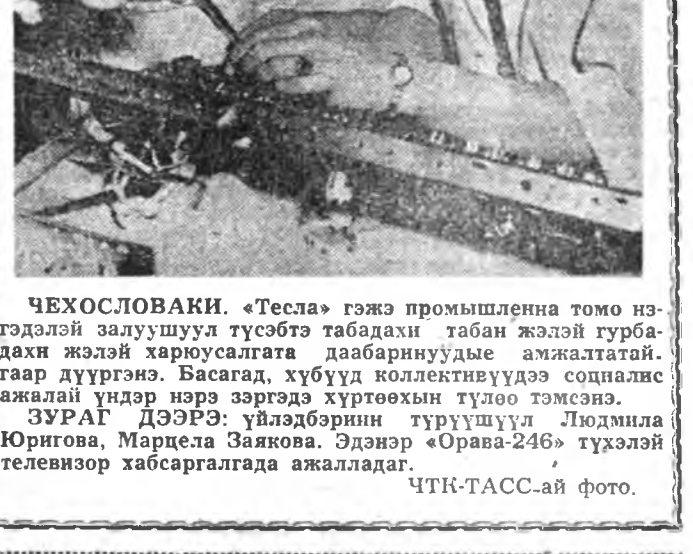 ЧЕХОСЛОВАКИ. «Тесла» гэжэ промышленна томо нэ-
гэдэлэй залуушуул түсэбтэ табадахи табан жэлэй гурба-
дахи жэлэй харюусалгата даабаринуудые амжалтатай-
гаар дүүргэнэ. Басагад, хүбүүд коллективүүдээ социалис
ажалай үндэр нэрэ зэргэдэ хүртөөхын түлөө тэмсэнэ.
ЗУРАГ ДЭЭРЭ: үйлэдбэриин түрүүшүүл Людмила
Юригова, Марцела Заякова. Эдэнэр «Орава-246» түхэлэй
телевизор хабсаргалгада ажалладаг.
ЧТК-ТАСС-ай фото.